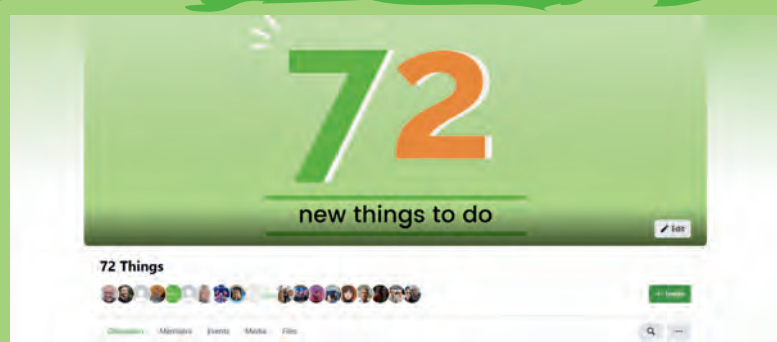 72
new things to do
Edit
72 Things
Discussion Members Events Media Files